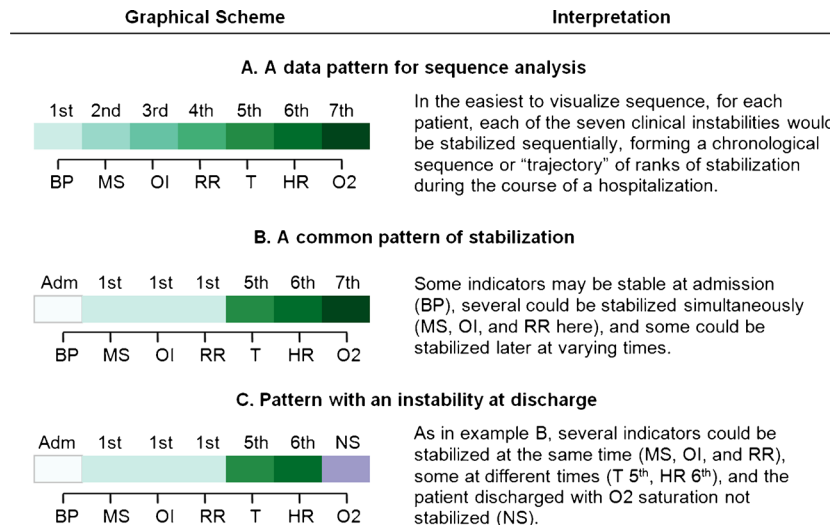 Graphical Scheme Interpretation
A. A data pattern for sequence analysis
1st 2nd 3rd 4th 5th 6th 7th
BP MS OI RR T HR O2
In the easiest to visualize sequence, for each
patient, each of the seven clinical instabilities would
be stabilized sequentially, forming a chronological
sequence or “trajectory” of ranks of stabilization
during the course of a hospitalization.
B. A common pattern of stabilization
Adm 1st 1st 1st 5th 6th 7th
BP MS OI RR T HR O2
Some indicators may be stable at admission
(BP), several could be stabilized simultaneously
(MS, OI, and RR here), and some could be
stabilized later at varying times.
C. Pattern with an instability at discharge
Adm 1st 1st 1st 5th 6th NS
BP MS OI RR T HR O2
As in example B, several indicators could be
stabilized at the same time (MS, OI, and RR),
some at different times (T 5th, HR 6th), and the
patient discharged with O2 saturation not
stabilized (NS).